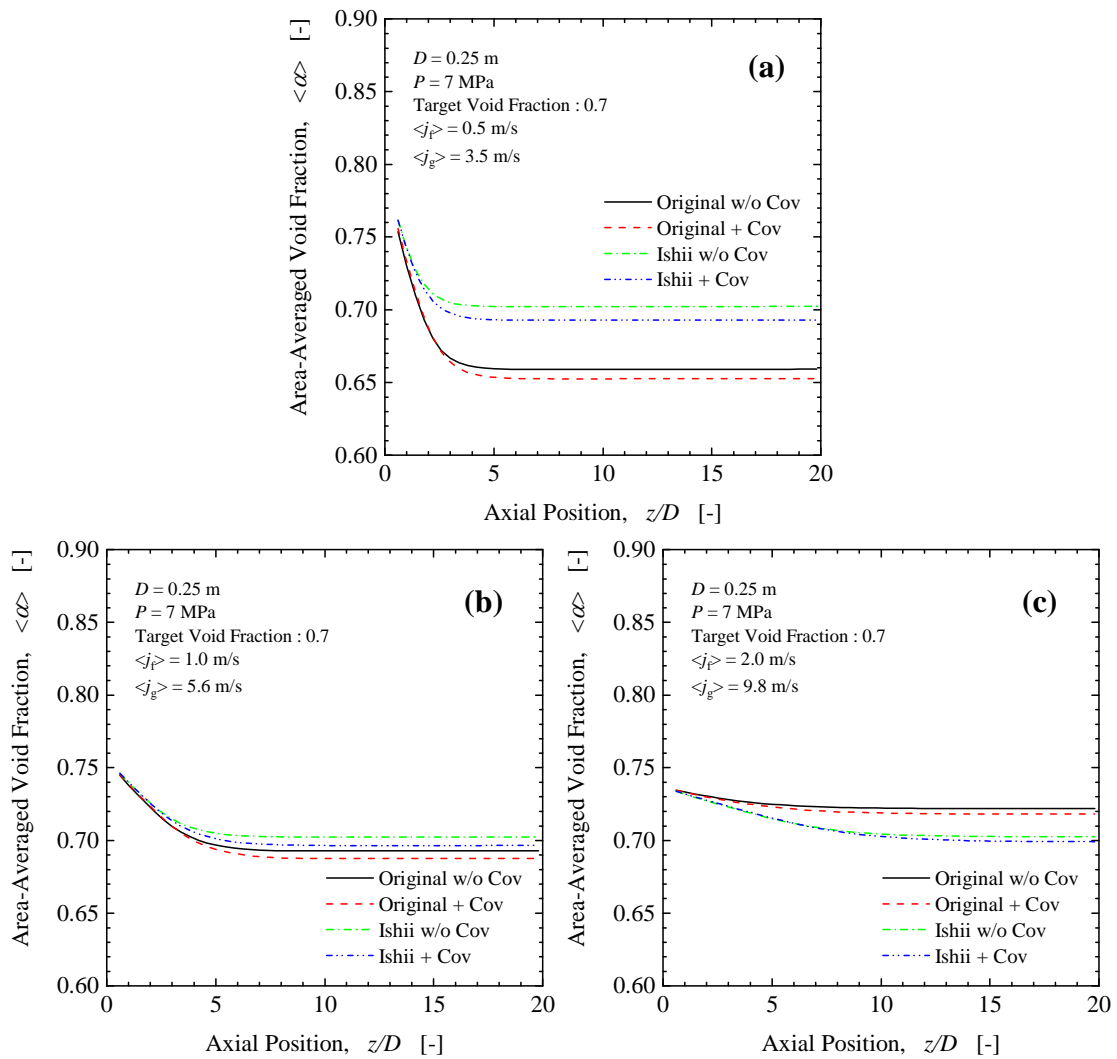 0.90
0.85
0.80
0.75
0.70
0.65
0.60
Area-Averaged Void Fraction, <α> [-]
D = 0.25 m
P = 7 MPa
Target Void Fraction : 0.7
<jf> = 0.5 m/s
<jg> = 3.5 m/s
(a)
Original w/o Cov
Original + Cov
Ishii w/o Cov
Ishii + Cov
0 5 10 15 20
Axial Position, z/D [-]
0.90
0.85
0.80
0.75
0.70
0.65
0.60
Area-Averaged Void Fraction, <α> [-]
D = 0.25 m
P = 7 MPa
Target Void Fraction : 0.7
<jf> = 1.0 m/s
<jg> = 5.6 m/s
(b)
Original w/o Cov
Original + Cov
Ishii w/o Cov
Ishii + Cov
0 5 10 15 20
Axial Position, z/D [-]
0.90
0.85
0.80
0.75
0.70
0.65
0.60
Area-Averaged Void Fraction, <α> [-]
D = 0.25 m
P = 7 MPa
Target Void Fraction : 0.7
<jf> = 2.0 m/s
<jg> = 9.8 m/s
(c)
Original w/o Cov
Original + Cov
Ishii w/o Cov
Ishii + Cov
0 5 10 15 20
Axial Position, z/D [-]